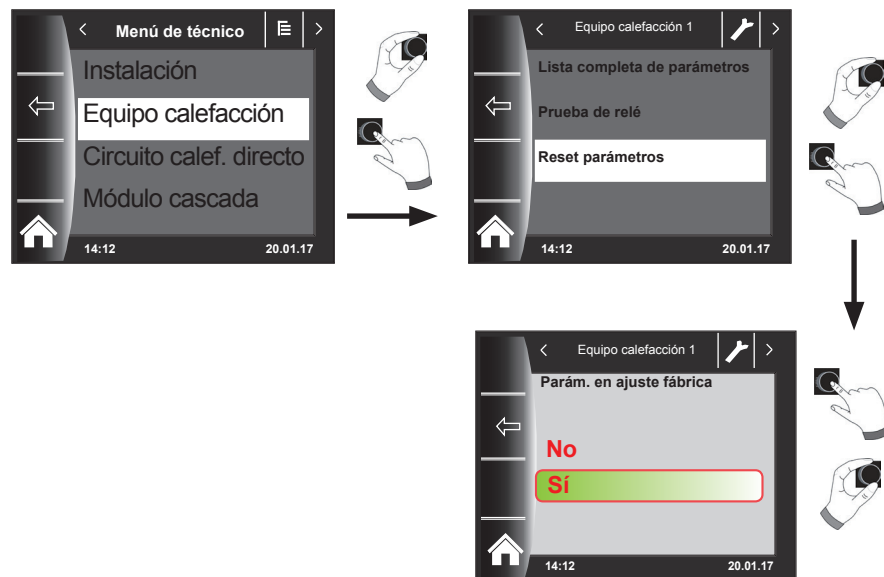 Menú de técnico
Instalación
Equipo calefacción
Circuito calef. directo
Módulo cascada
14:12 20.01.17
Equipo calefacción 1
Lista completa de parámetros
Prueba de relé
Reset parámetros
14:12 20.01.17
Equipo calefacción 1
Parám. en ajuste fábrica
No
Sí
14:12 20.01.17